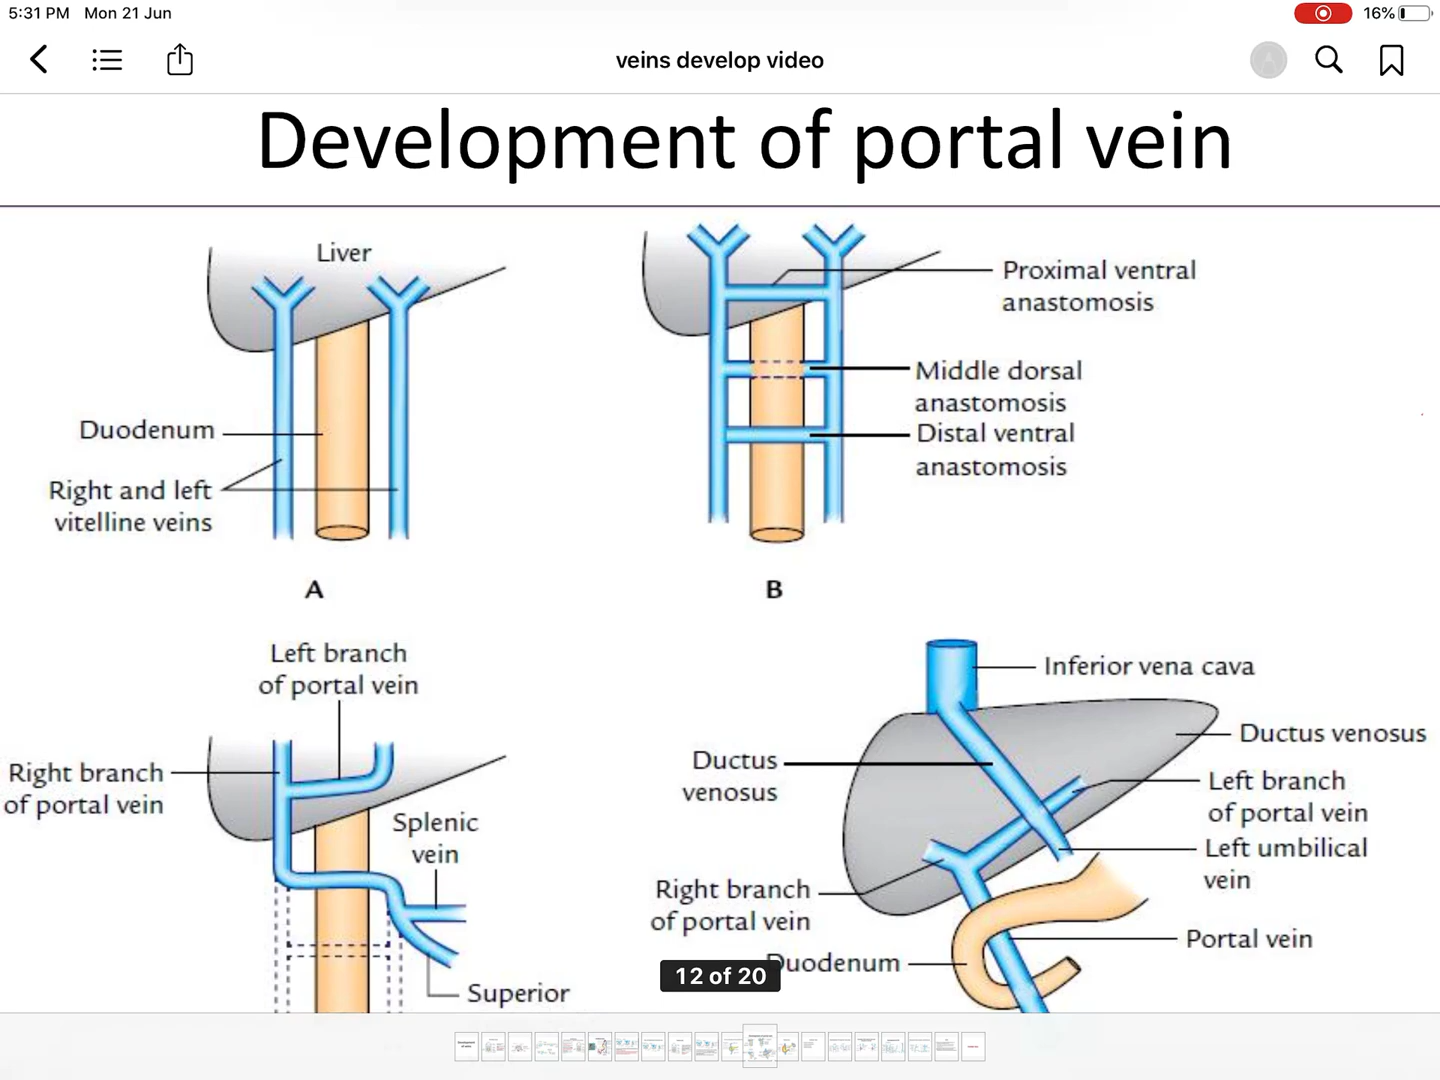 5:31 PM Mon 21 Jun
16%
veins develop video
Development of portal vein
Liver
Duodenum
Right and left
vitelline veins
A
Proximal ventral
anastomosis
Middle dorsal
anastomosis
Distal ventral
anastomosis
B
Left branch
of portal vein
Right branch
of portal vein
Splenic
vein
Superior
Inferior vena cava
Ductus venosus
Ductus
venosus
Left branch
of portal vein
Left umbilical
vein
Right branch
of portal vein
Portal vein
Duodenum
12 of 20